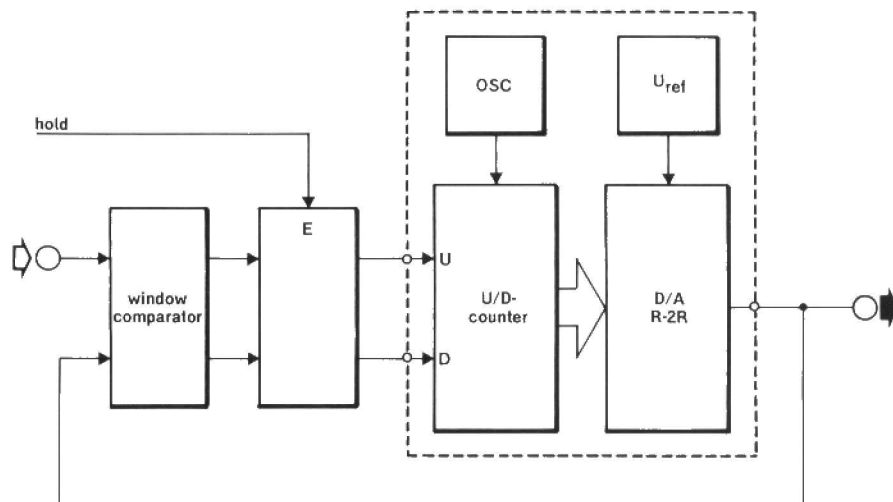 OSC
Uref
hold
E
U
window
comparator
U/D-
counter
D/A
R-2R
D